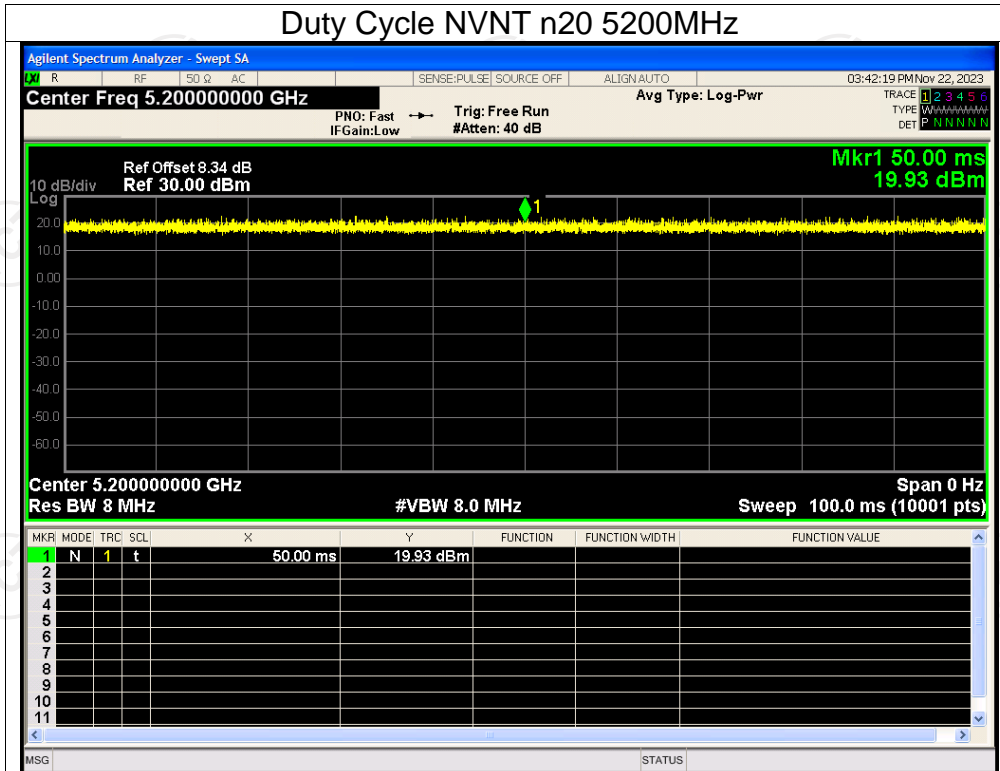 Duty Cycle NVNT n20 5200MHz
Agilent Spectrum Analyzer - Swept SA
LXI R RF 50 Ω AC SENSE:PULSE SOURCE OFF ALIGN AUTO 03:42:19 PM Nov 22, 2023
Center Freq 5.200000000 GHz Avg Type: Log-Pwr TRACE 1 2 3 4 5 6
PNO: Fast Trig: Free Run TYPE WWWWWW
IFGain:Low #Atten: 40 dB DET P N N N N N
Mkr1 50.00 ms
Ref Offset 8.34 dB
10 dB/div Ref 30.00 dBm 19.93 dBm
Log
1
20.0
10.0
0.00
-10.0
-20.0
-30.0
-40.0
-50.0
-60.0
Center 5.200000000 GHz Span 0 Hz
Res BW 8 MHz #VBW 8.0 MHz Sweep 100.0 ms (10001 pts)
MKR MODE TRC SCL X Y FUNCTION FUNCTION WIDTH FUNCTION VALUE
1 N 1 t 50.00 ms 19.93 dBm
2
3
4
5
6
7
8
9
10
11
MSG STATUS